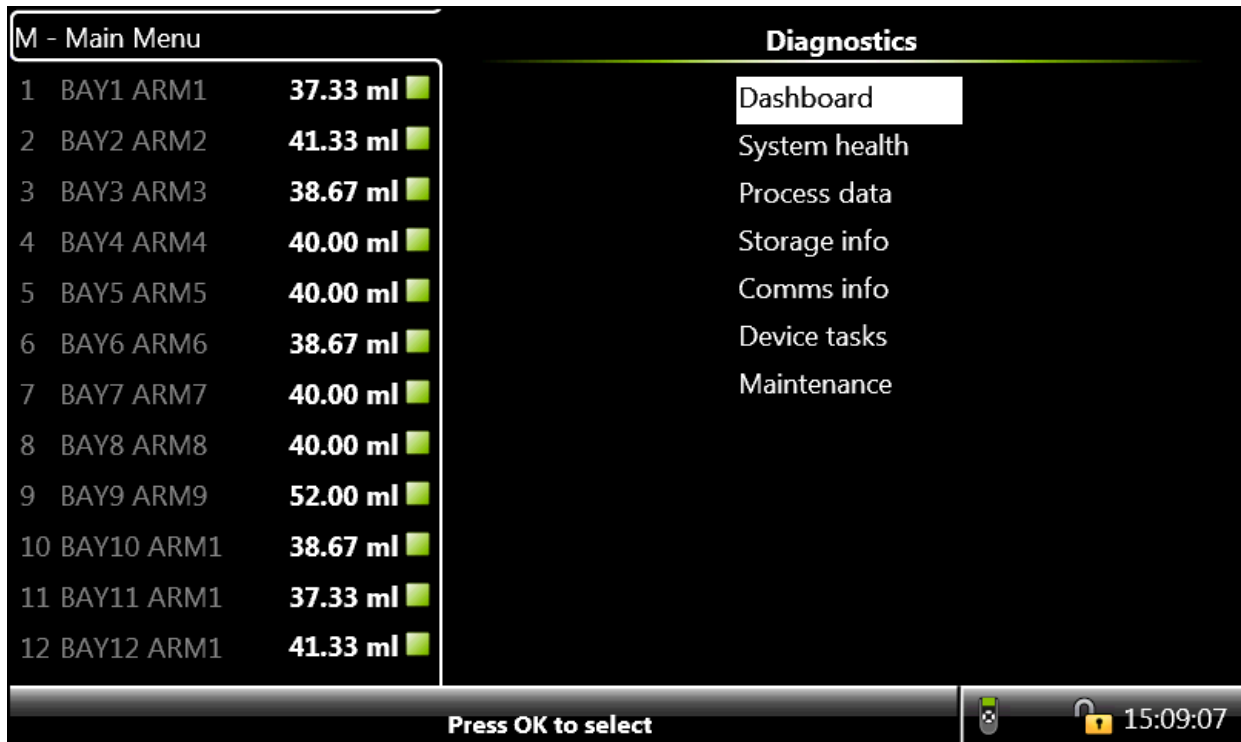 M - Main Menu
1 BAY1 ARM1 37.33 ml
2 BAY2 ARM2 41.33 ml
3 BAY3 ARM3 38.67 ml
4 BAY4 ARM4 40.00 ml
5 BAY5 ARM5 40.00 ml
6 BAY6 ARM6 38.67 ml
7 BAY7 ARM7 40.00 ml
8 BAY8 ARM8 40.00 ml
9 BAY9 ARM9 52.00 ml
10 BAY10 ARM1 38.67 ml
11 BAY11 ARM1 37.33 ml
12 BAY12 ARM1 41.33 ml
Diagnostics
Dashboard
System health
Process data
Storage info
Comms info
Device tasks
Maintenance
Press OK to select
15:09:07